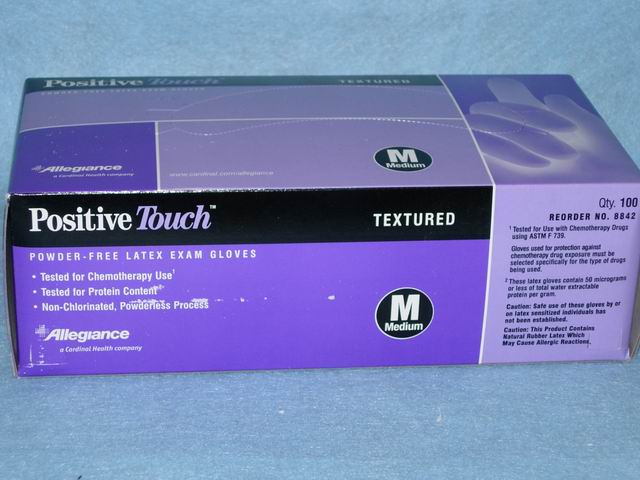 Positive Touch
TEXTURED
POWDER-FREE LATEX EXAM GLOVES
Allegiance
a Cardinal Health company
www.cardinal.com/allegiance
M
Medium
Positive Touch™
TEXTURED
POWDER-FREE LATEX EXAM GLOVES
• Tested for Chemotherapy Use¹
• Tested for Protein Content²
• Non-Chlorinated, Powderless Process
M
Medium
Allegiance
a Cardinal Health company
Qty. 100
REORDER NO. 8842
¹ Tested for Use with Chemotherapy Drugs
using ASTM F 739.
Gloves used for protection against
chemotherapy drug exposure must be
selected specifically for the type of drugs
being used.
² These latex gloves contain 50 micrograms
or less of total water extractable
protein per gram.
Caution: Safe use of these gloves by or
on latex sensitized individuals has
not been established.
Caution: This Product Contains
Natural Rubber Latex Which
May Cause Allergic Reactions.